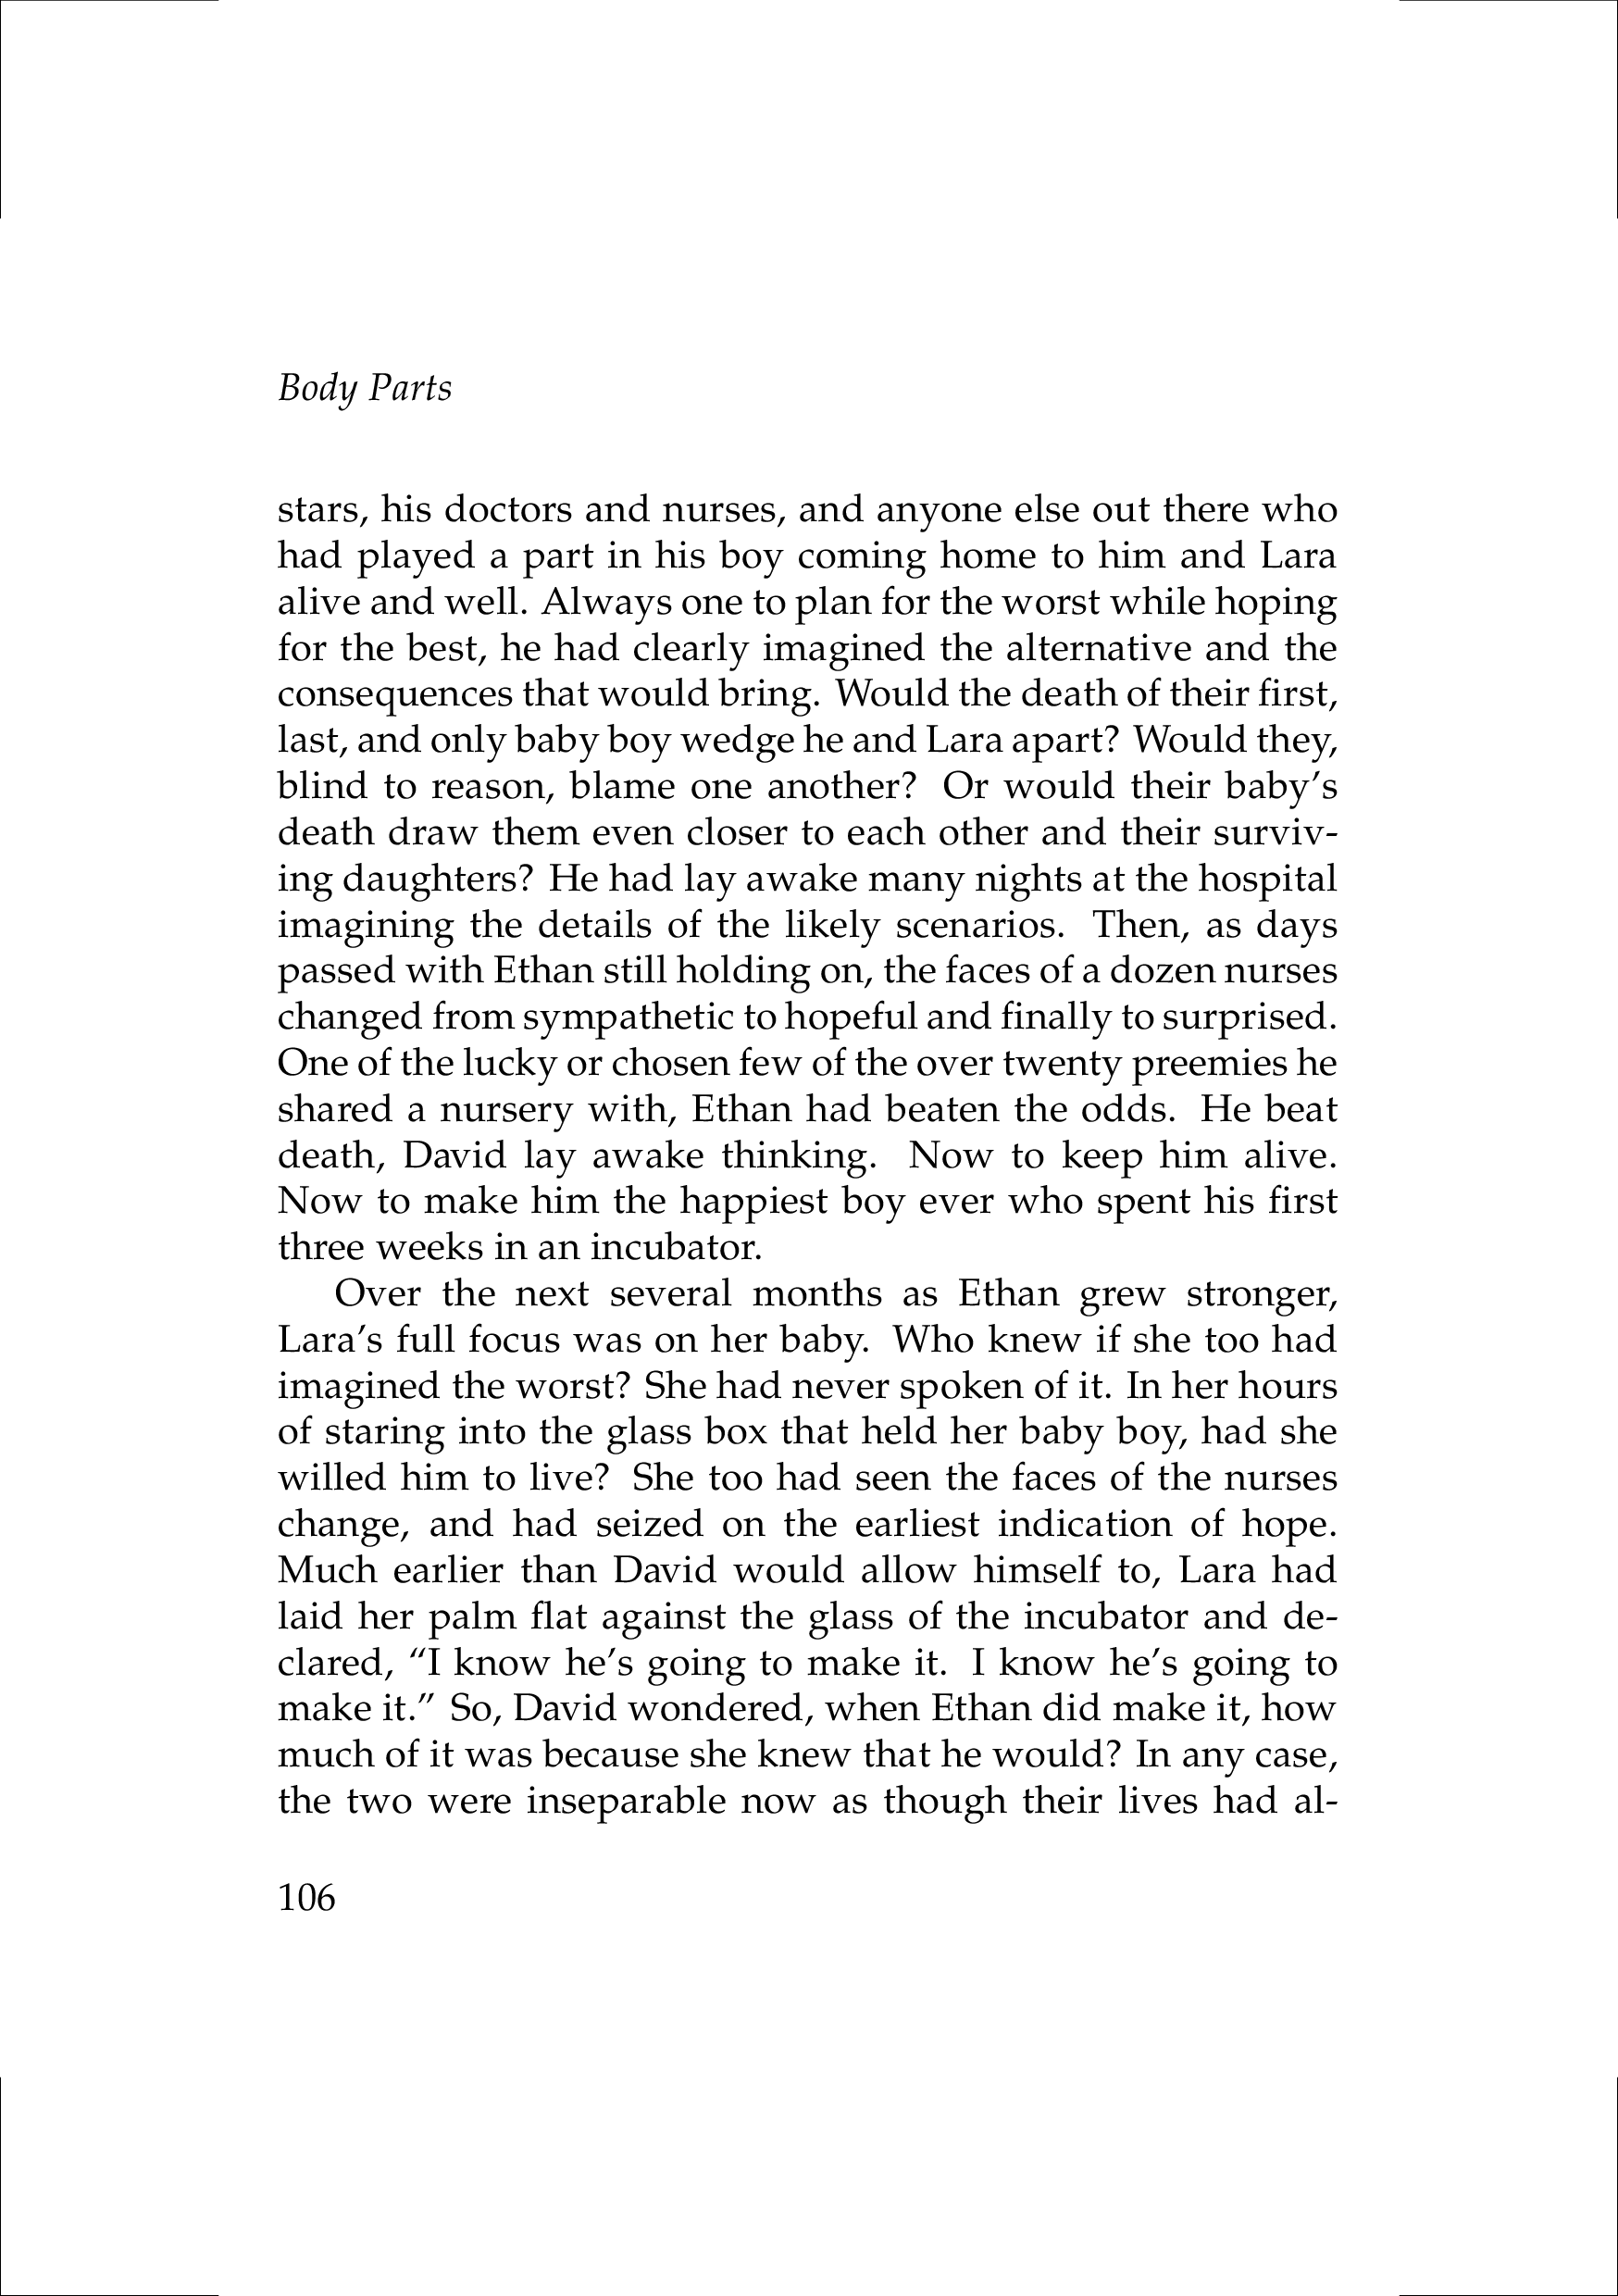 Body Parts
stars, his doctors and nurses, and anyone else out there who
had played a part in his boy coming home to him and Lara
alive and well. Always one to plan for the worst while hoping
for the best, he had clearly imagined the alternative and the
consequences that would bring. Would the death of their first,
last, and only baby boy wedge he and Lara apart? Would they,
blind to reason, blame one another? Or would their baby’s
death draw them even closer to each other and their surviv-
ing daughters? He had lay awake many nights at the hospital
imagining the details of the likely scenarios. Then, as days
passed with Ethan still holding on, the faces of a dozen nurses
changed from sympathetic to hopeful and finally to surprised.
One of the lucky or chosen few of the over twenty preemies he
shared a nursery with, Ethan had beaten the odds. He beat
death, David lay awake thinking. Now to keep him alive.
Now to make him the happiest boy ever who spent his first
three weeks in an incubator.
Over the next several months as Ethan grew stronger,
Lara’s full focus was on her baby. Who knew if she too had
imagined the worst? She had never spoken of it. In her hours
of staring into the glass box that held her baby boy, had she
willed him to live? She too had seen the faces of the nurses
change, and had seized on the earliest indication of hope.
Much earlier than David would allow himself to, Lara had
laid her palm flat against the glass of the incubator and de-
clared, “I know he’s going to make it. I know he’s going to
make it.” So, David wondered, when Ethan did make it, how
much of it was because she knew that he would? In any case,
the two were inseparable now as though their lives had al-
106